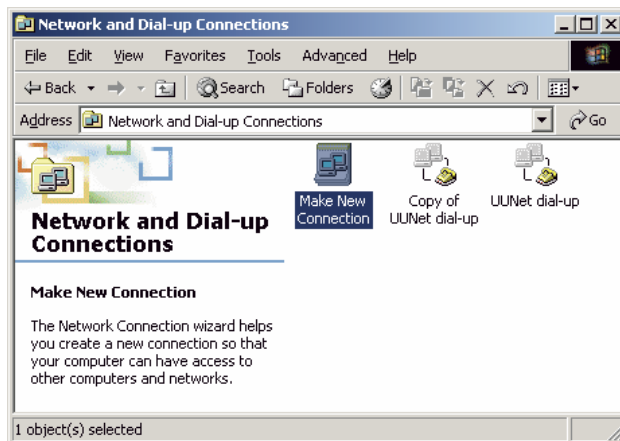 Network and Dial-up Connections
File Edit View Favorites Tools Advanced Help
Back Search Folders
Address Network and Dial-up Connections Go
Make New Connection
Copy of UUNet dial-up
UUNet dial-up
Network and Dial-up
Connections
Make New Connection
The Network Connection wizard helps
you create a new connection so that
your computer can have access to
other computers and networks.
1 object(s) selected